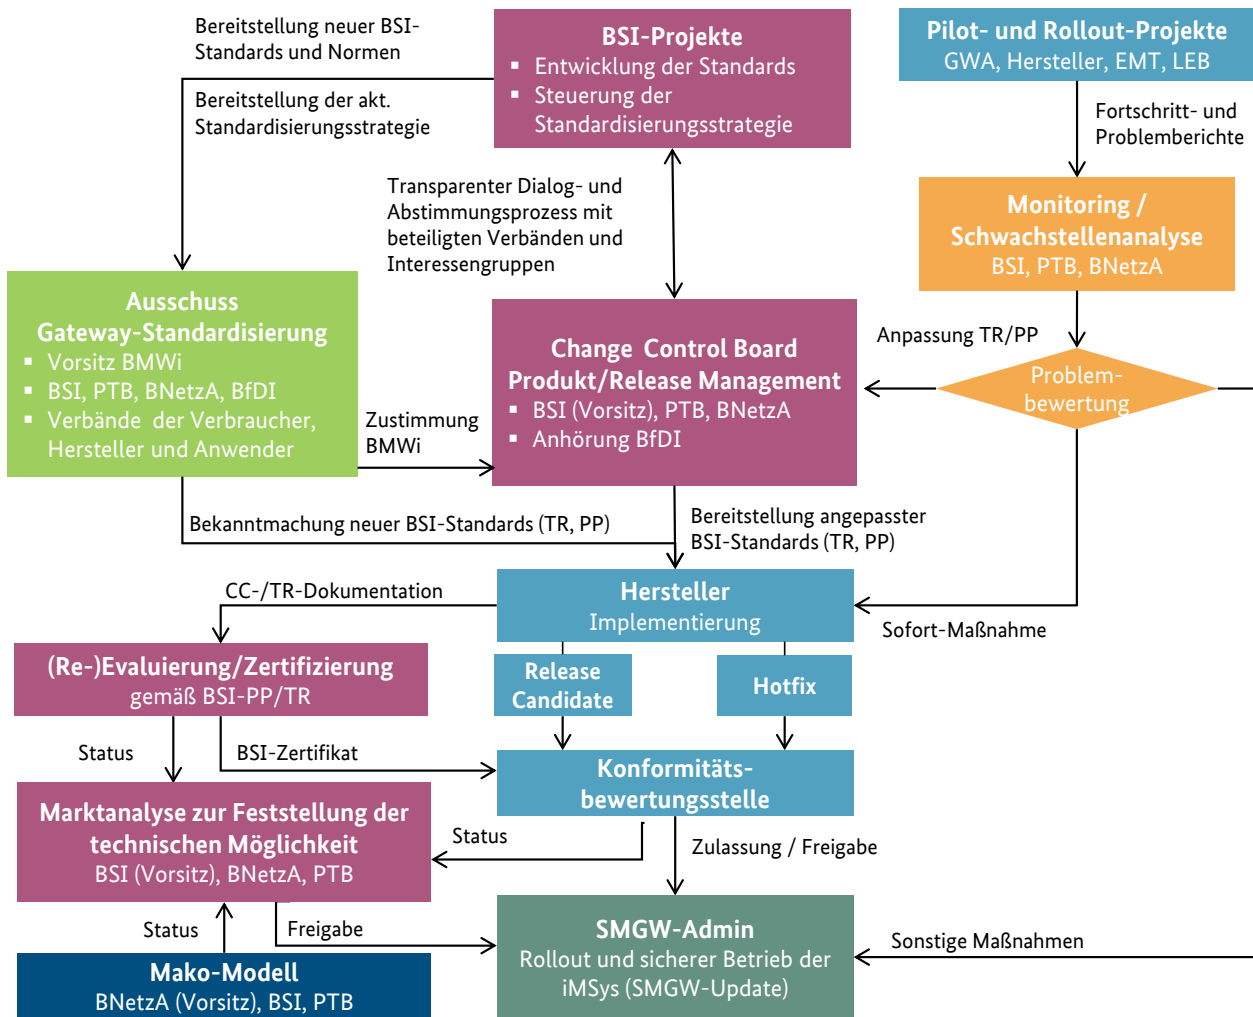 Bereitstellung neuer BSI-
Standards und Normen
Bereitstellung der akt.
Standardisierungsstrategie
BSI-Projekte
▪ Entwicklung der Standards
▪ Steuerung der
Standardisierungsstrategie
Pilot- und Rollout-Projekte
GWA, Hersteller, EMT, LEB
Fortschritt- und
Problemberichte
Transparenter Dialog- und
Abstimmungsprozess mit
beteiligten Verbänden und
Interessengruppen
Monitoring /
Schwachstellenanalyse
BSI, PTB, BNetzA
Ausschuss
Gateway-Standardisierung
▪ Vorsitz BMWi
▪ BSI, PTB, BNetzA, BfDI
▪ Verbände der Verbraucher,
Hersteller und Anwender
Zustimmung
BMWi
Change Control Board
Produkt/Release Management
▪ BSI (Vorsitz), PTB, BNetzA
▪ Anhörung BfDI
Anpassung TR/PP
Problem-
bewertung
Bekanntmachung neuer BSI-Standards (TR, PP)
Bereitstellung angepasster
BSI-Standards (TR, PP)
CC-/TR-Dokumentation
Hersteller
Implementierung
Sofort-Maßnahme
(Re-)Evaluierung/Zertifizierung
gemäß BSI-PP/TR
Release
Candidate
Hotfix
Status
BSI-Zertifikat
Konformitäts-
bewertungsstelle
Marktanalyse zur Feststellung der
technischen Möglichkeit
BSI (Vorsitz), BNetzA, PTB
Status
Zulassung / Freigabe
Status
Freigabe
SMGW-Admin
Rollout und sicherer Betrieb der
iMSys (SMGW-Update)
Sonstige Maßnahmen
Mako-Modell
BNetzA (Vorsitz), BSI, PTB